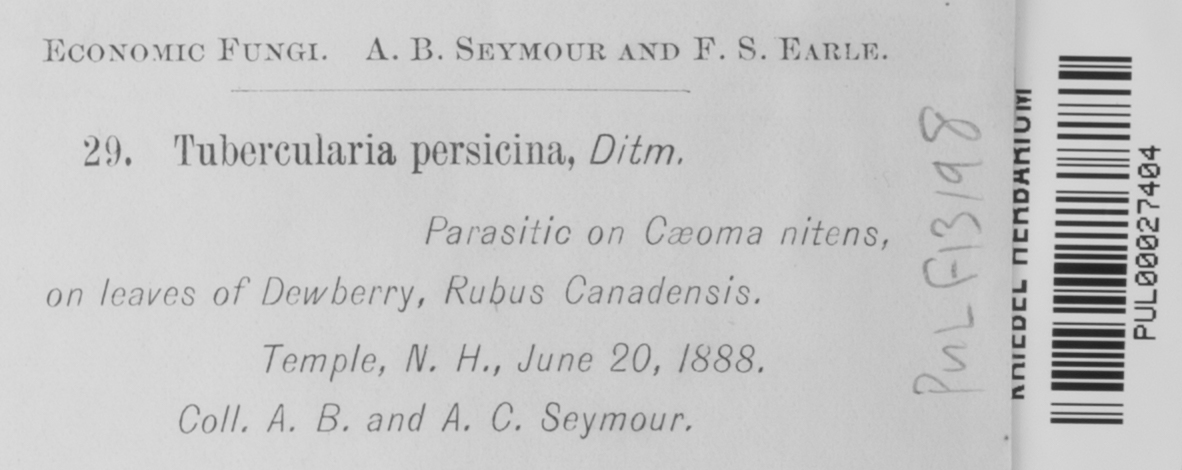 ECONOMIC FUNGI. A. B. SEYMOUR AND F. S. EARLE.
29. Tubercularia persicina, Ditm.
Parasitic on Cæoma nitens,
on leaves of Dewberry, Rubus Canadensis.
Temple, N. H., June 20, 1888.
Coll. A. B. and A. C. Seymour.
PUL F13198
KRIEBEL HERBARIUM
PUL00027404